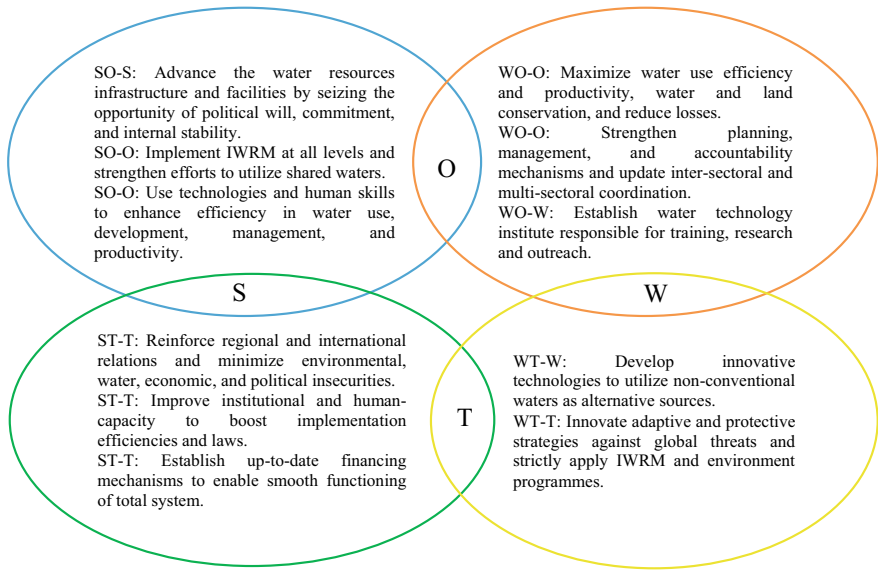 SO-S: Advance the water resources
infrastructure and facilities by seizing the
opportunity of political will, commitment,
and internal stability.
SO-O: Implement IWRM at all levels and
strengthen efforts to utilize shared waters.
SO-O: Use technologies and human skills
to enhance efficiency in water use,
development, management, and
productivity.
O
WO-O: Maximize water use efficiency
and productivity, water and land
conservation, and reduce losses.
WO-O: Strengthen planning,
management, and accountability
mechanisms and update inter-sectoral and
multi-sectoral coordination.
WO-W: Establish water technology
institute responsible for training, research
and outreach.
S
W
ST-T: Reinforce regional and international
relations and minimize environmental,
water, economic, and political insecurities.
ST-T: Improve institutional and human-
capacity to boost implementation
efficiencies and laws.
ST-T: Establish up-to-date financing
mechanisms to enable smooth functioning
of total system.
T
WT-W: Develop innovative
technologies to utilize non-conventional
waters as alternative sources.
WT-T: Innovate adaptive and protective
strategies against global threats and
strictly apply IWRM and environment
programmes.